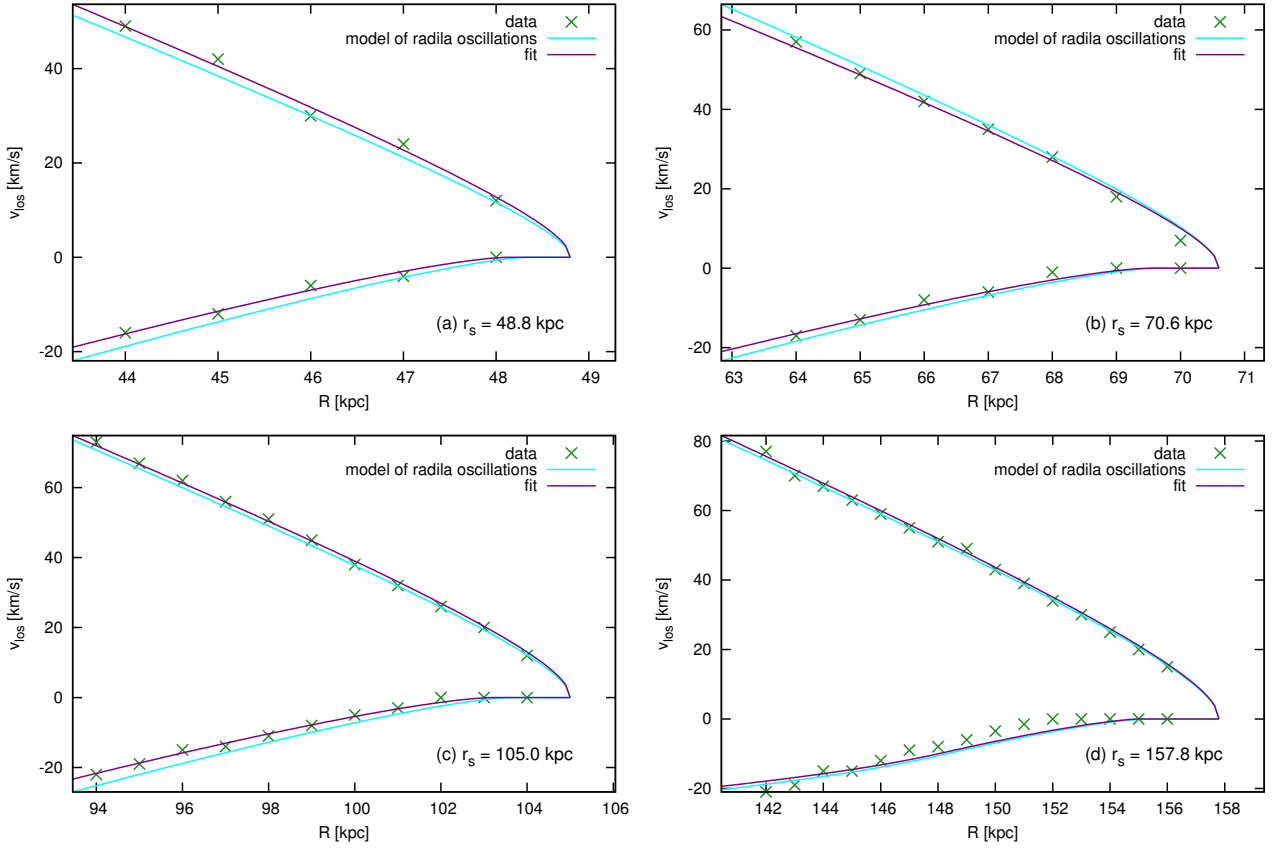 data
model of radila oscillations
fit
v_los [km/s]
40
20
0
-20
(a) r_s = 48.8 kpc
44 45 46 47 48 49
R [kpc]
data
model of radila oscillations
fit
v_los [km/s]
60
40
20
0
-20
(b) r_s = 70.6 kpc
63 64 65 66 67 68 69 70 71
R [kpc]
data
model of radila oscillations
fit
v_los [km/s]
60
40
20
0
-20
(c) r_s = 105.0 kpc
94 96 98 100 102 104 106
R [kpc]
data
model of radila oscillations
fit
v_los [km/s]
80
60
40
20
0
-20
(d) r_s = 157.8 kpc
142 144 146 148 150 152 154 156 158
R [kpc]